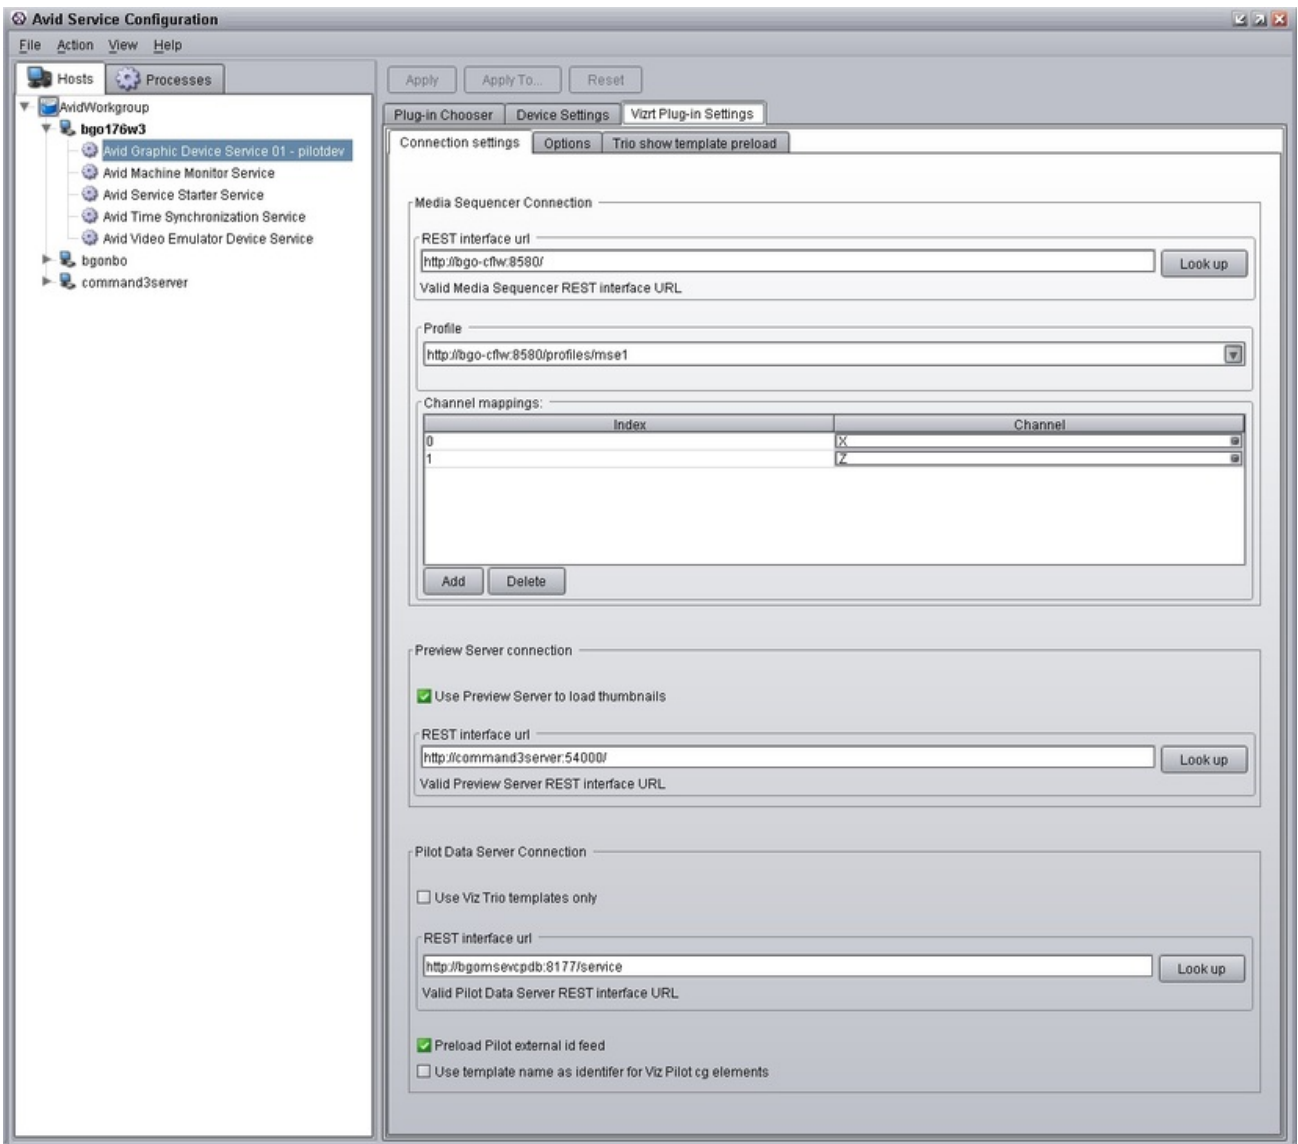 Avid Service Configuration
File Action View Help
Hosts Processes
AvidWorkgroup
bgo176w3
Avid Graphic Device Service 01 - pilotdev
Avid Machine Monitor Service
Avid Service Starter Service
Avid Time Synchronization Service
Avid Video Emulator Device Service
bgonbo
command3server
Apply Apply To... Reset
Plug-in Chooser Device Settings Vizrt Plug-in Settings
Connection settings Options Trio show template preload
Media Sequencer Connection
REST interface url
http://bgo-cflw:8580/ Look up
Valid Media Sequencer REST interface URL
Profile
http://bgo-cflw:8580/profiles/mse1
Channel mappings:
Index Channel
0 X
1 Z
Add Delete
Preview Server connection
Use Preview Server to load thumbnails
REST interface url
http://command3server:54000/ Look up
Valid Preview Server REST interface URL
Pilot Data Server Connection
Use Viz Trio templates only
REST interface url
http://bgomsevcpdb:8177/service Look up
Valid Pilot Data Server REST interface URL
Preload Pilot external id feed
Use template name as identifer for Viz Pilot cg elements